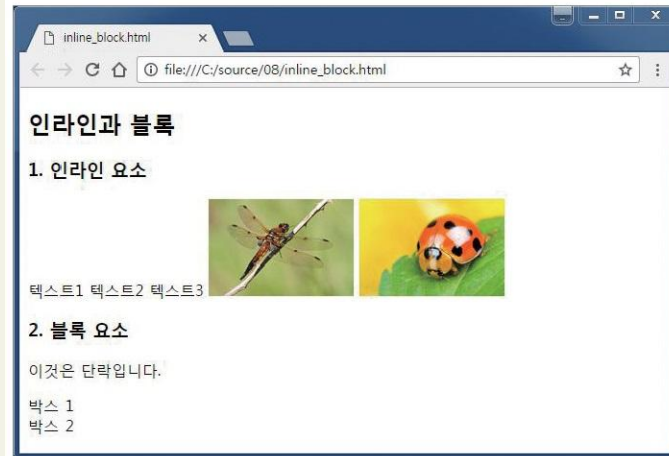 inline_block.html
file:///C:/source/08/inline_block.html
인라인과 블록
1. 인라인 요소
텍스트1 텍스트2 텍스트3
2. 블록 요소
이것은 단락입니다.
박스 1
박스 2